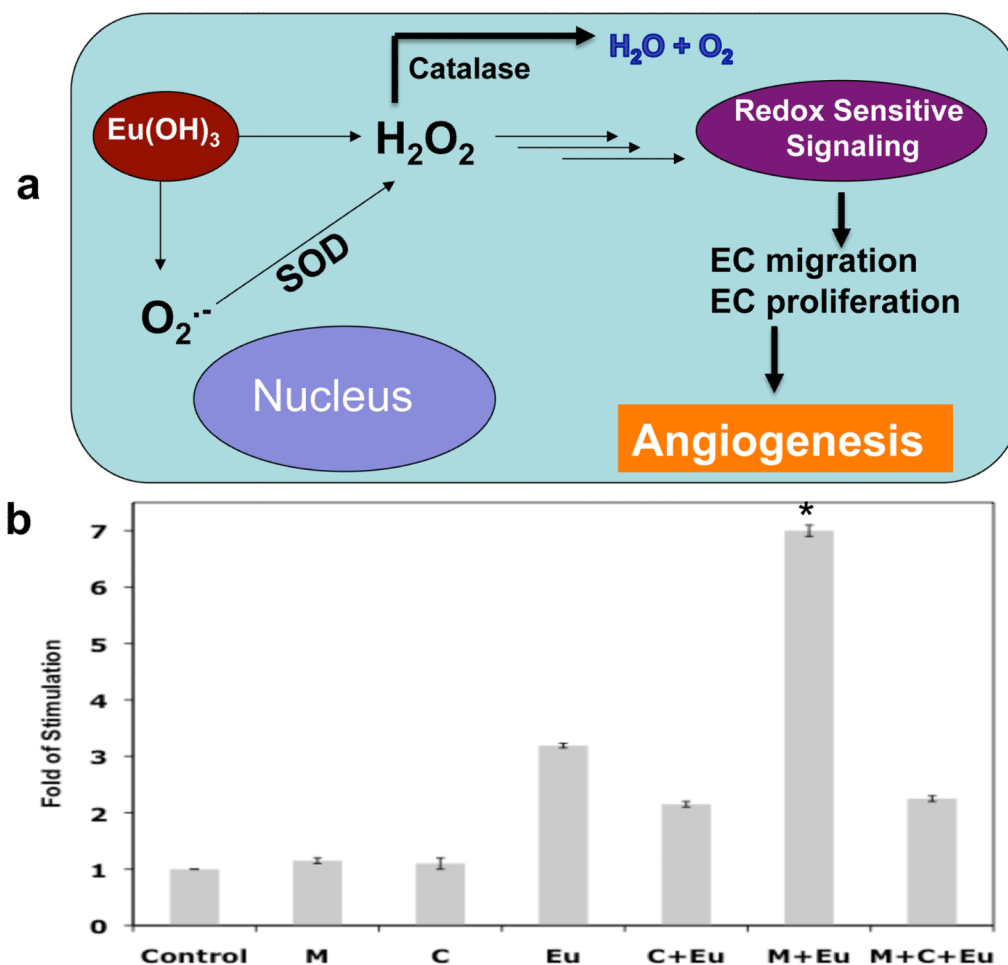 a
Eu(OH)₃
Catalase
H₂O + O₂
H₂O₂
Redox Sensitive
Signaling
SOD
O₂·-
EC migration
EC proliferation
Nucleus
Angiogenesis
b
Fold of Stimulation
7
6
5
4
3
2
1
0
*
Control M C Eu C+Eu M+Eu M+C+Eu